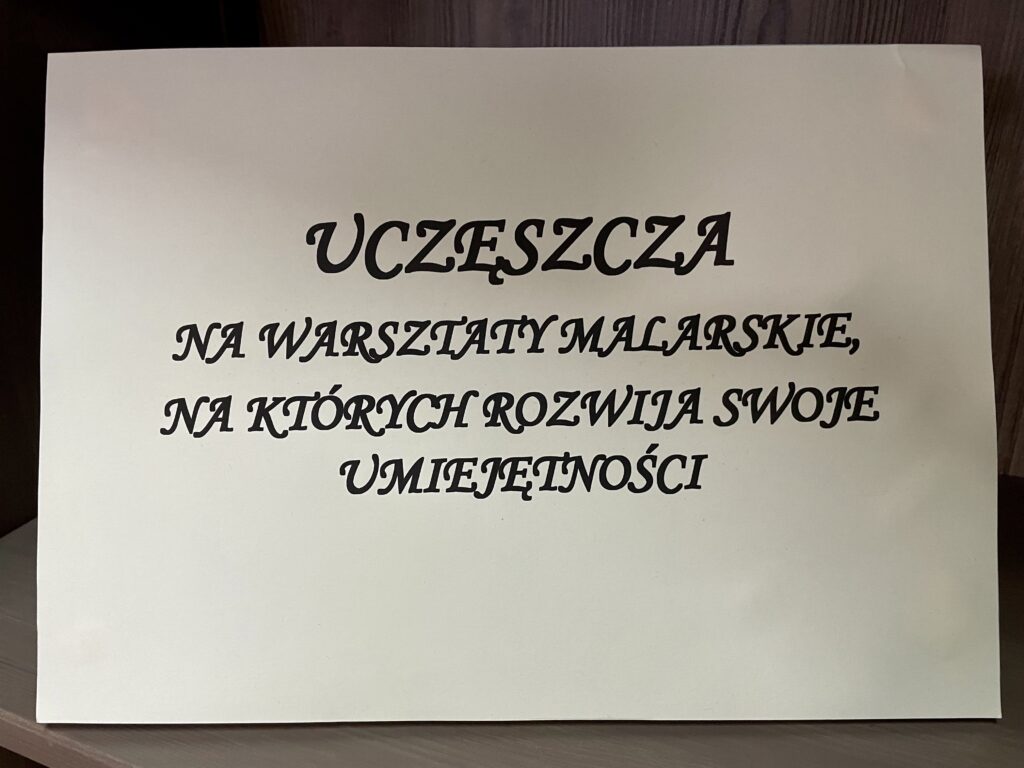 UCZĘSZCZA
NA WARSZTATY MALARSKIE,
NA KTÓRYCH ROZWIJA SWOJE
UMIEJĘTNOŚCI